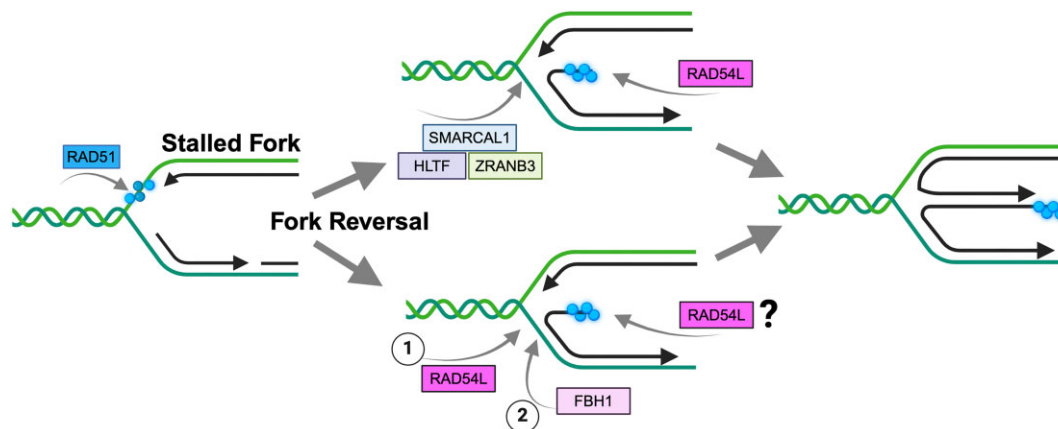 RAD51
Stalled Fork
Fork Reversal
SMARCAL1
HLTF
ZRANB3
RAD54L
1
RAD54L
2
FBH1
RAD54L ?